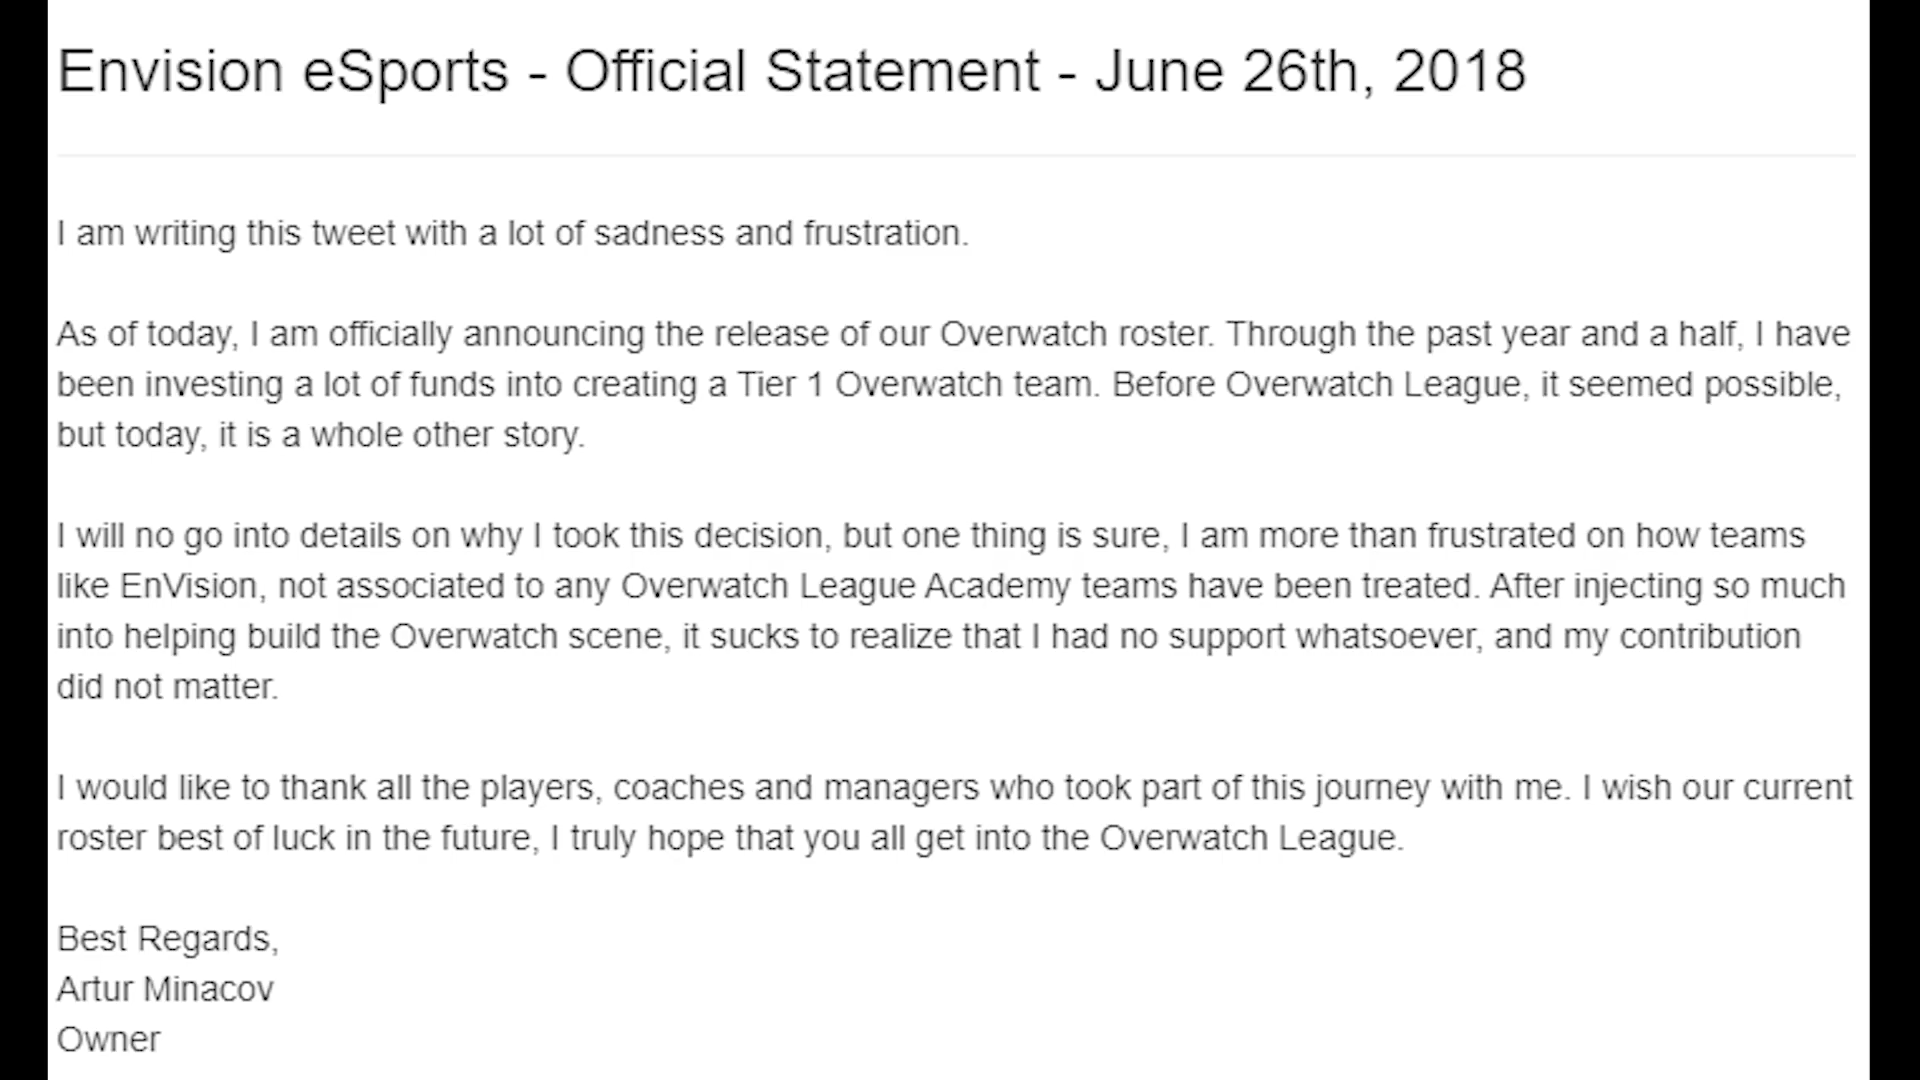 Envision eSports - Official Statement - June 26th, 2018
I am writing this tweet with a lot of sadness and frustration.
As of today, I am officially announcing the release of our Overwatch roster. Through the past year and a half, I have
been investing a lot of funds into creating a Tier 1 Overwatch team. Before Overwatch League, it seemed possible,
but today, it is a whole other story.
I will no go into details on why I took this decision, but one thing is sure, I am more than frustrated on how teams
like EnVision, not associated to any Overwatch League Academy teams have been treated. After injecting so much
into helping build the Overwatch scene, it sucks to realize that I had no support whatsoever, and my contribution
did not matter.
I would like to thank all the players, coaches and managers who took part of this journey with me. I wish our current
roster best of luck in the future, I truly hope that you all get into the Overwatch League.
Best Regards,
Artur Minacov
Owner